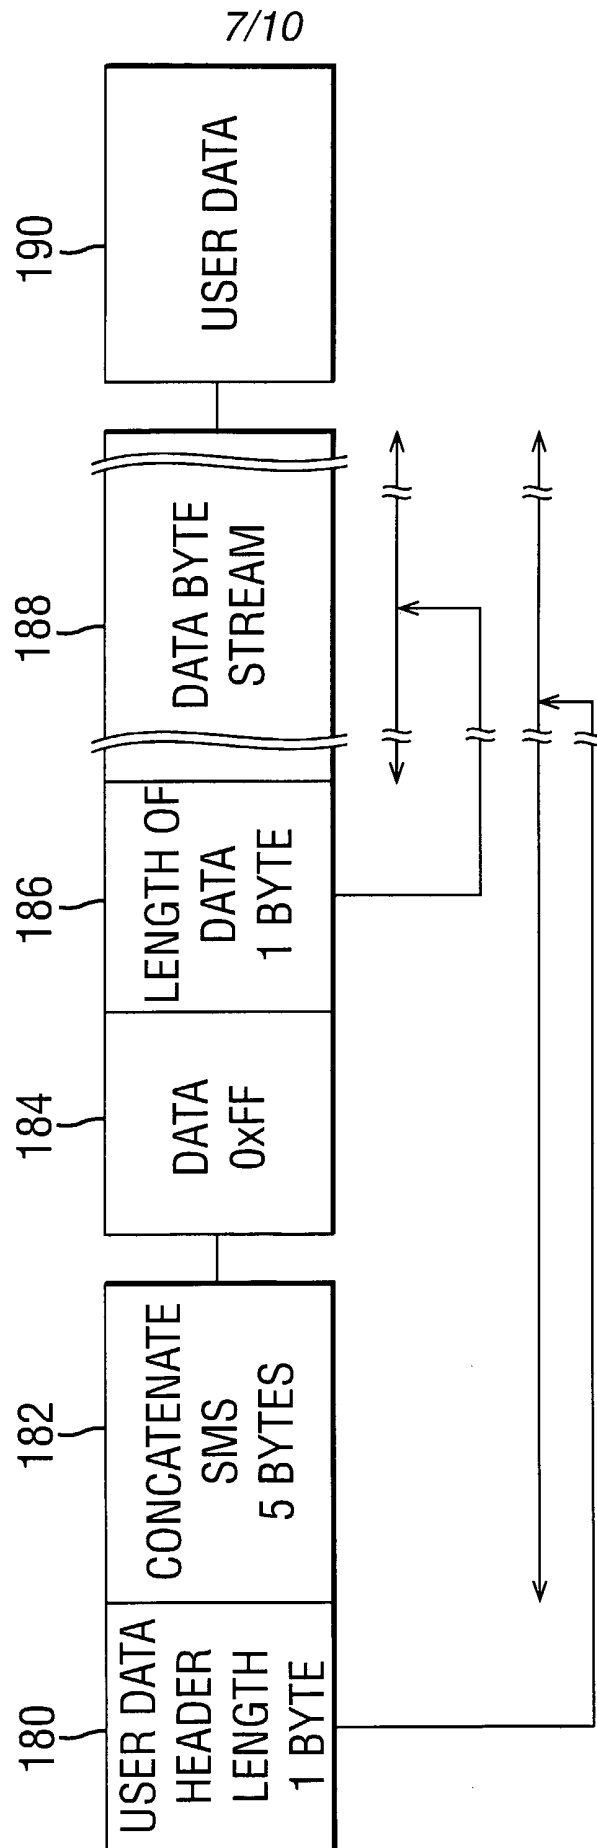 7/10
180
USER DATA
HEADER
LENGTH
1 BYTE
182
CONCATENATE
SMS
5 BYTES
184
DATA
0xFF
186
LENGTH OF
DATA
1 BYTE
188
DATA BYTE
STREAM
190
USER DATA